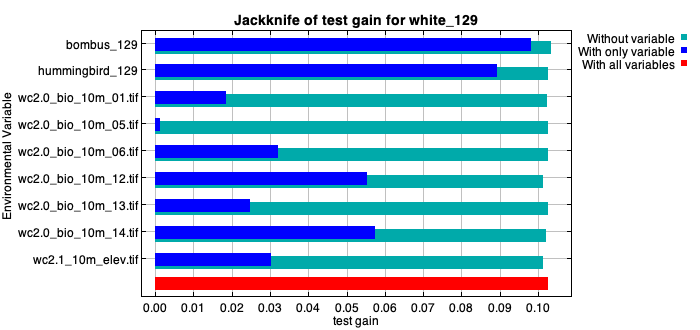 Jackknife of test gain for white_129
Without variable
With only variable
With all variables
Environmental Variable
bombus_129
hummingbird_129
wc2.0_bio_10m_01.tif
wc2.0_bio_10m_05.tif
wc2.0_bio_10m_06.tif
wc2.0_bio_10m_12.tif
wc2.0_bio_10m_13.tif
wc2.0_bio_10m_14.tif
wc2.1_10m_elev.tif
0.00 0.01 0.02 0.03 0.04 0.05 0.06 0.07 0.08 0.09 0.10
test gain